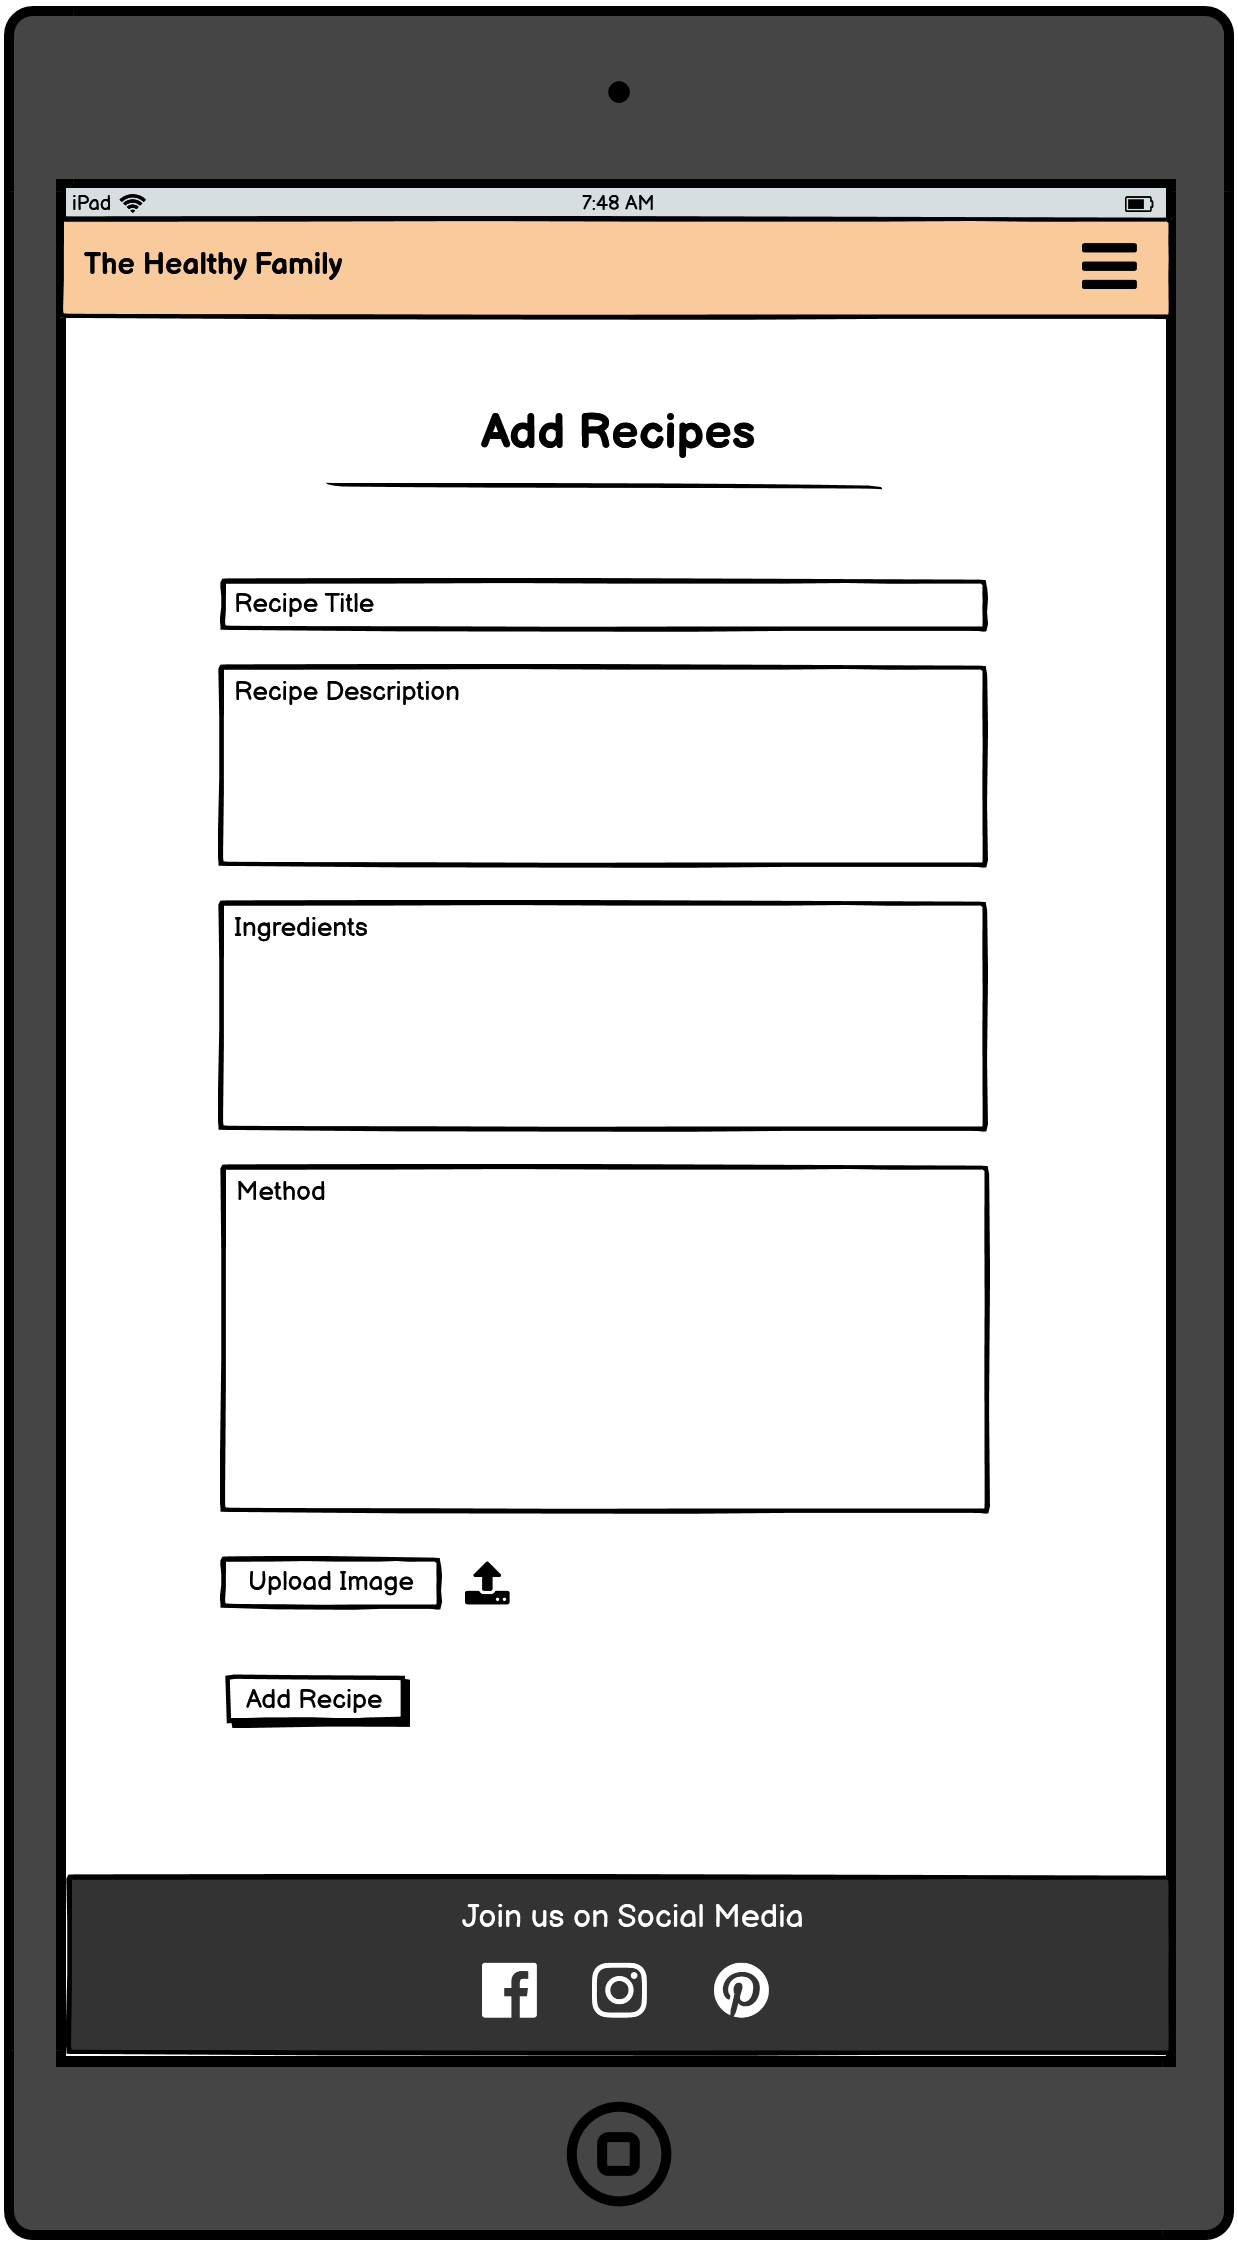 iPad
7:48 AM
The Healthy Family
Add Recipes
Recipe Title
Recipe Description
Ingredients
Method
Upload Image
Add Recipe
Join us on Social Media